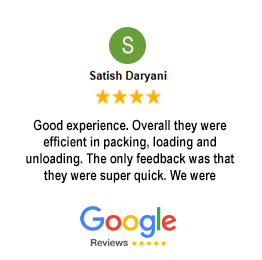 S
Satish Daryani
Good experience. Overall they were
efficient in packing, loading and
unloading. The only feedback was that
they were super quick. We were
Google
Reviews